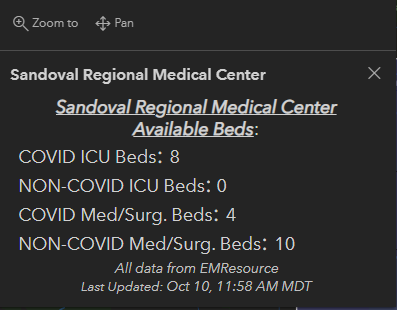 Zoom to Pan
Sandoval Regional Medical Center
Sandoval Regional Medical Center
Available Beds:
COVID ICU Beds: 8
NON-COVID ICU Beds: 0
COVID Med/Surg. Beds: 4
NON-COVID Med/Surg. Beds: 10
All data from EMResource
Last Updated: Oct 10, 11:58 AM MDT